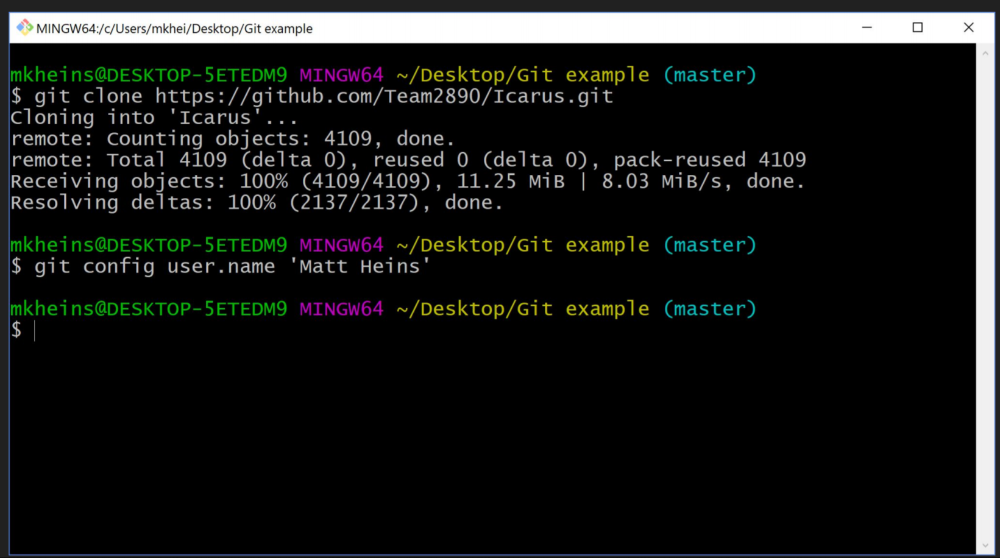 MINGW64:/c/Users/mkhei/Desktop/Git example
mkheins@DESKTOP-5ETEDM9 MINGW64 ~/Desktop/Git example (master)
$ git clone https://github.com/Team2890/Icarus.git
Cloning into 'Icarus'...
remote: Counting objects: 4109, done.
remote: Total 4109 (delta 0), reused 0 (delta 0), pack-reused 4109
Receiving objects: 100% (4109/4109), 11.25 MiB | 8.03 MiB/s, done.
Resolving deltas: 100% (2137/2137), done.
mkheins@DESKTOP-5ETEDM9 MINGW64 ~/Desktop/Git example (master)
$ git config user.name 'Matt Heins'
mkheins@DESKTOP-5ETEDM9 MINGW64 ~/Desktop/Git example (master)
$